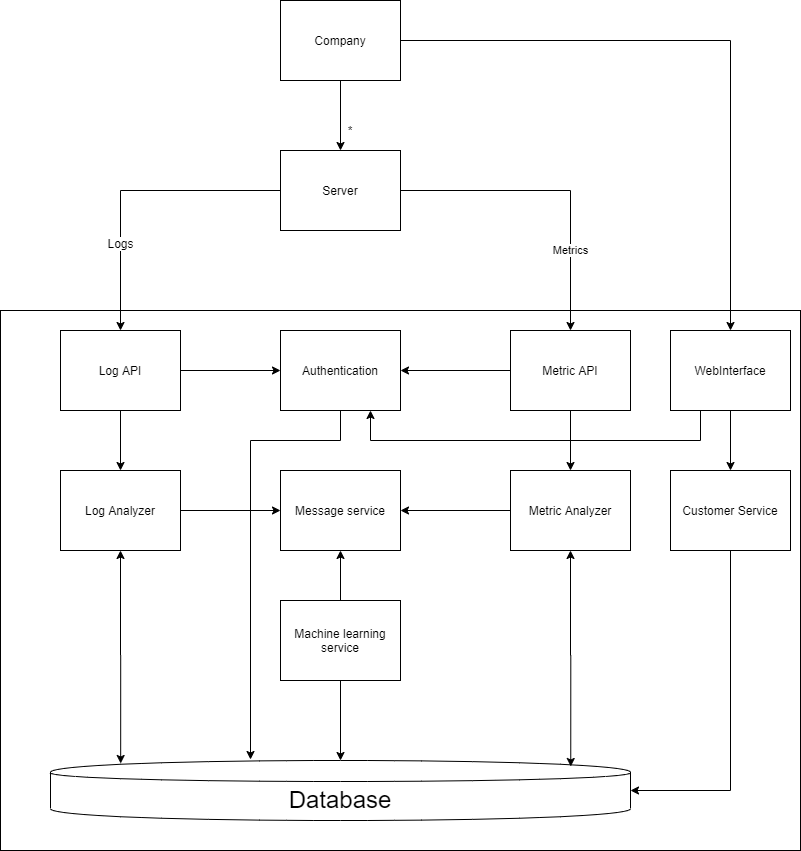 Company
*
Server
Logs
Metrics
Log API
Authentication
Metric API
WebInterface
Log Analyzer
Message service
Metric Analyzer
Customer Service
Machine learning
service
Database